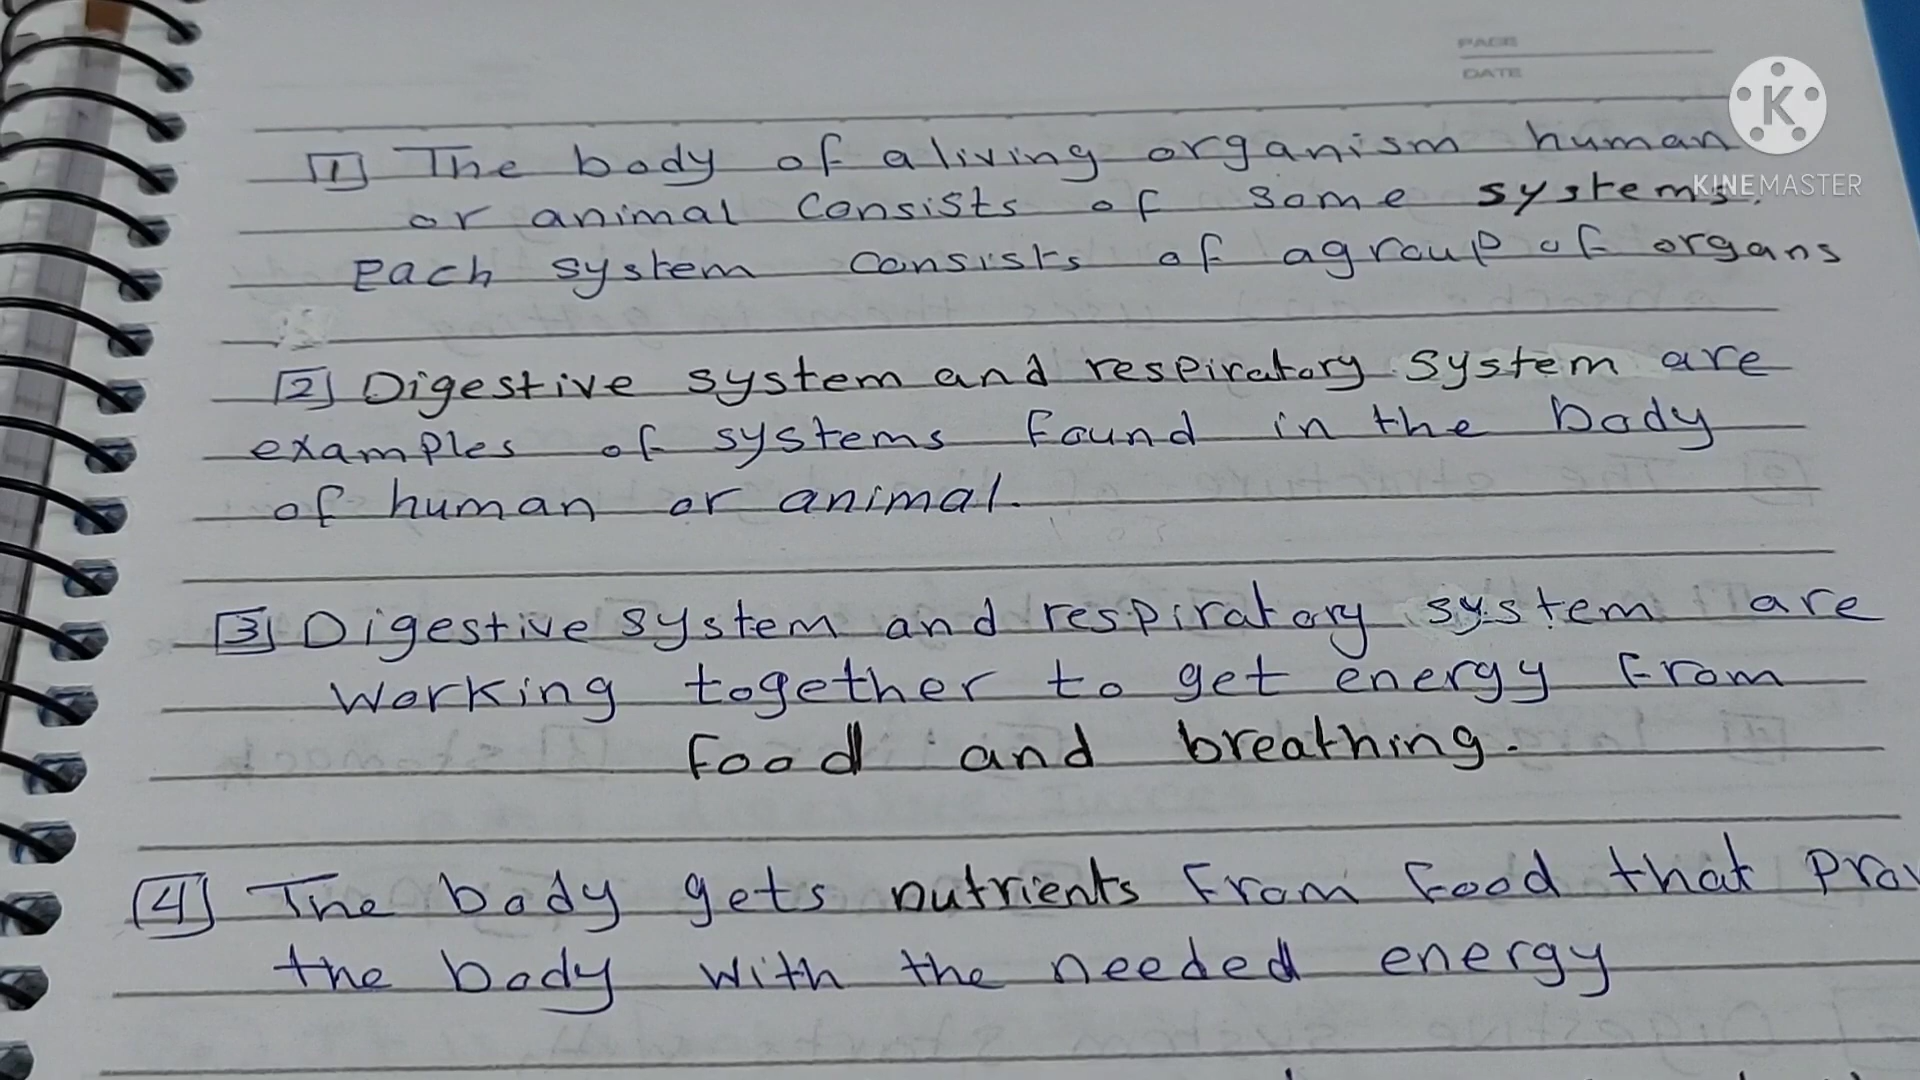 PAGE
DATE
K
KINEMASTER
[1] The body of a living organism human
or animal consists of some systems.
Each system consists of a group of organs
[2] Digestive system and respiratory system are
examples of systems found in the body
of human or animal.
[3] Digestive system and respiratory system are
working together to get energy from
food and breathing.
[4] The body gets nutrients from food that prov
the body with the needed energy